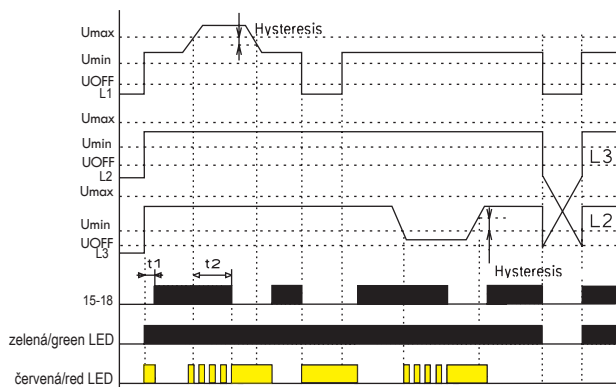 Umax
Hysteresis
Umin
UOFF
L1
Umax
Umin
L3
UOFF
L2
Umax
L2
Umin
UOFF
L3
Hysteresis
t1 t2
15-18
zelená/green LED
červená/red LED